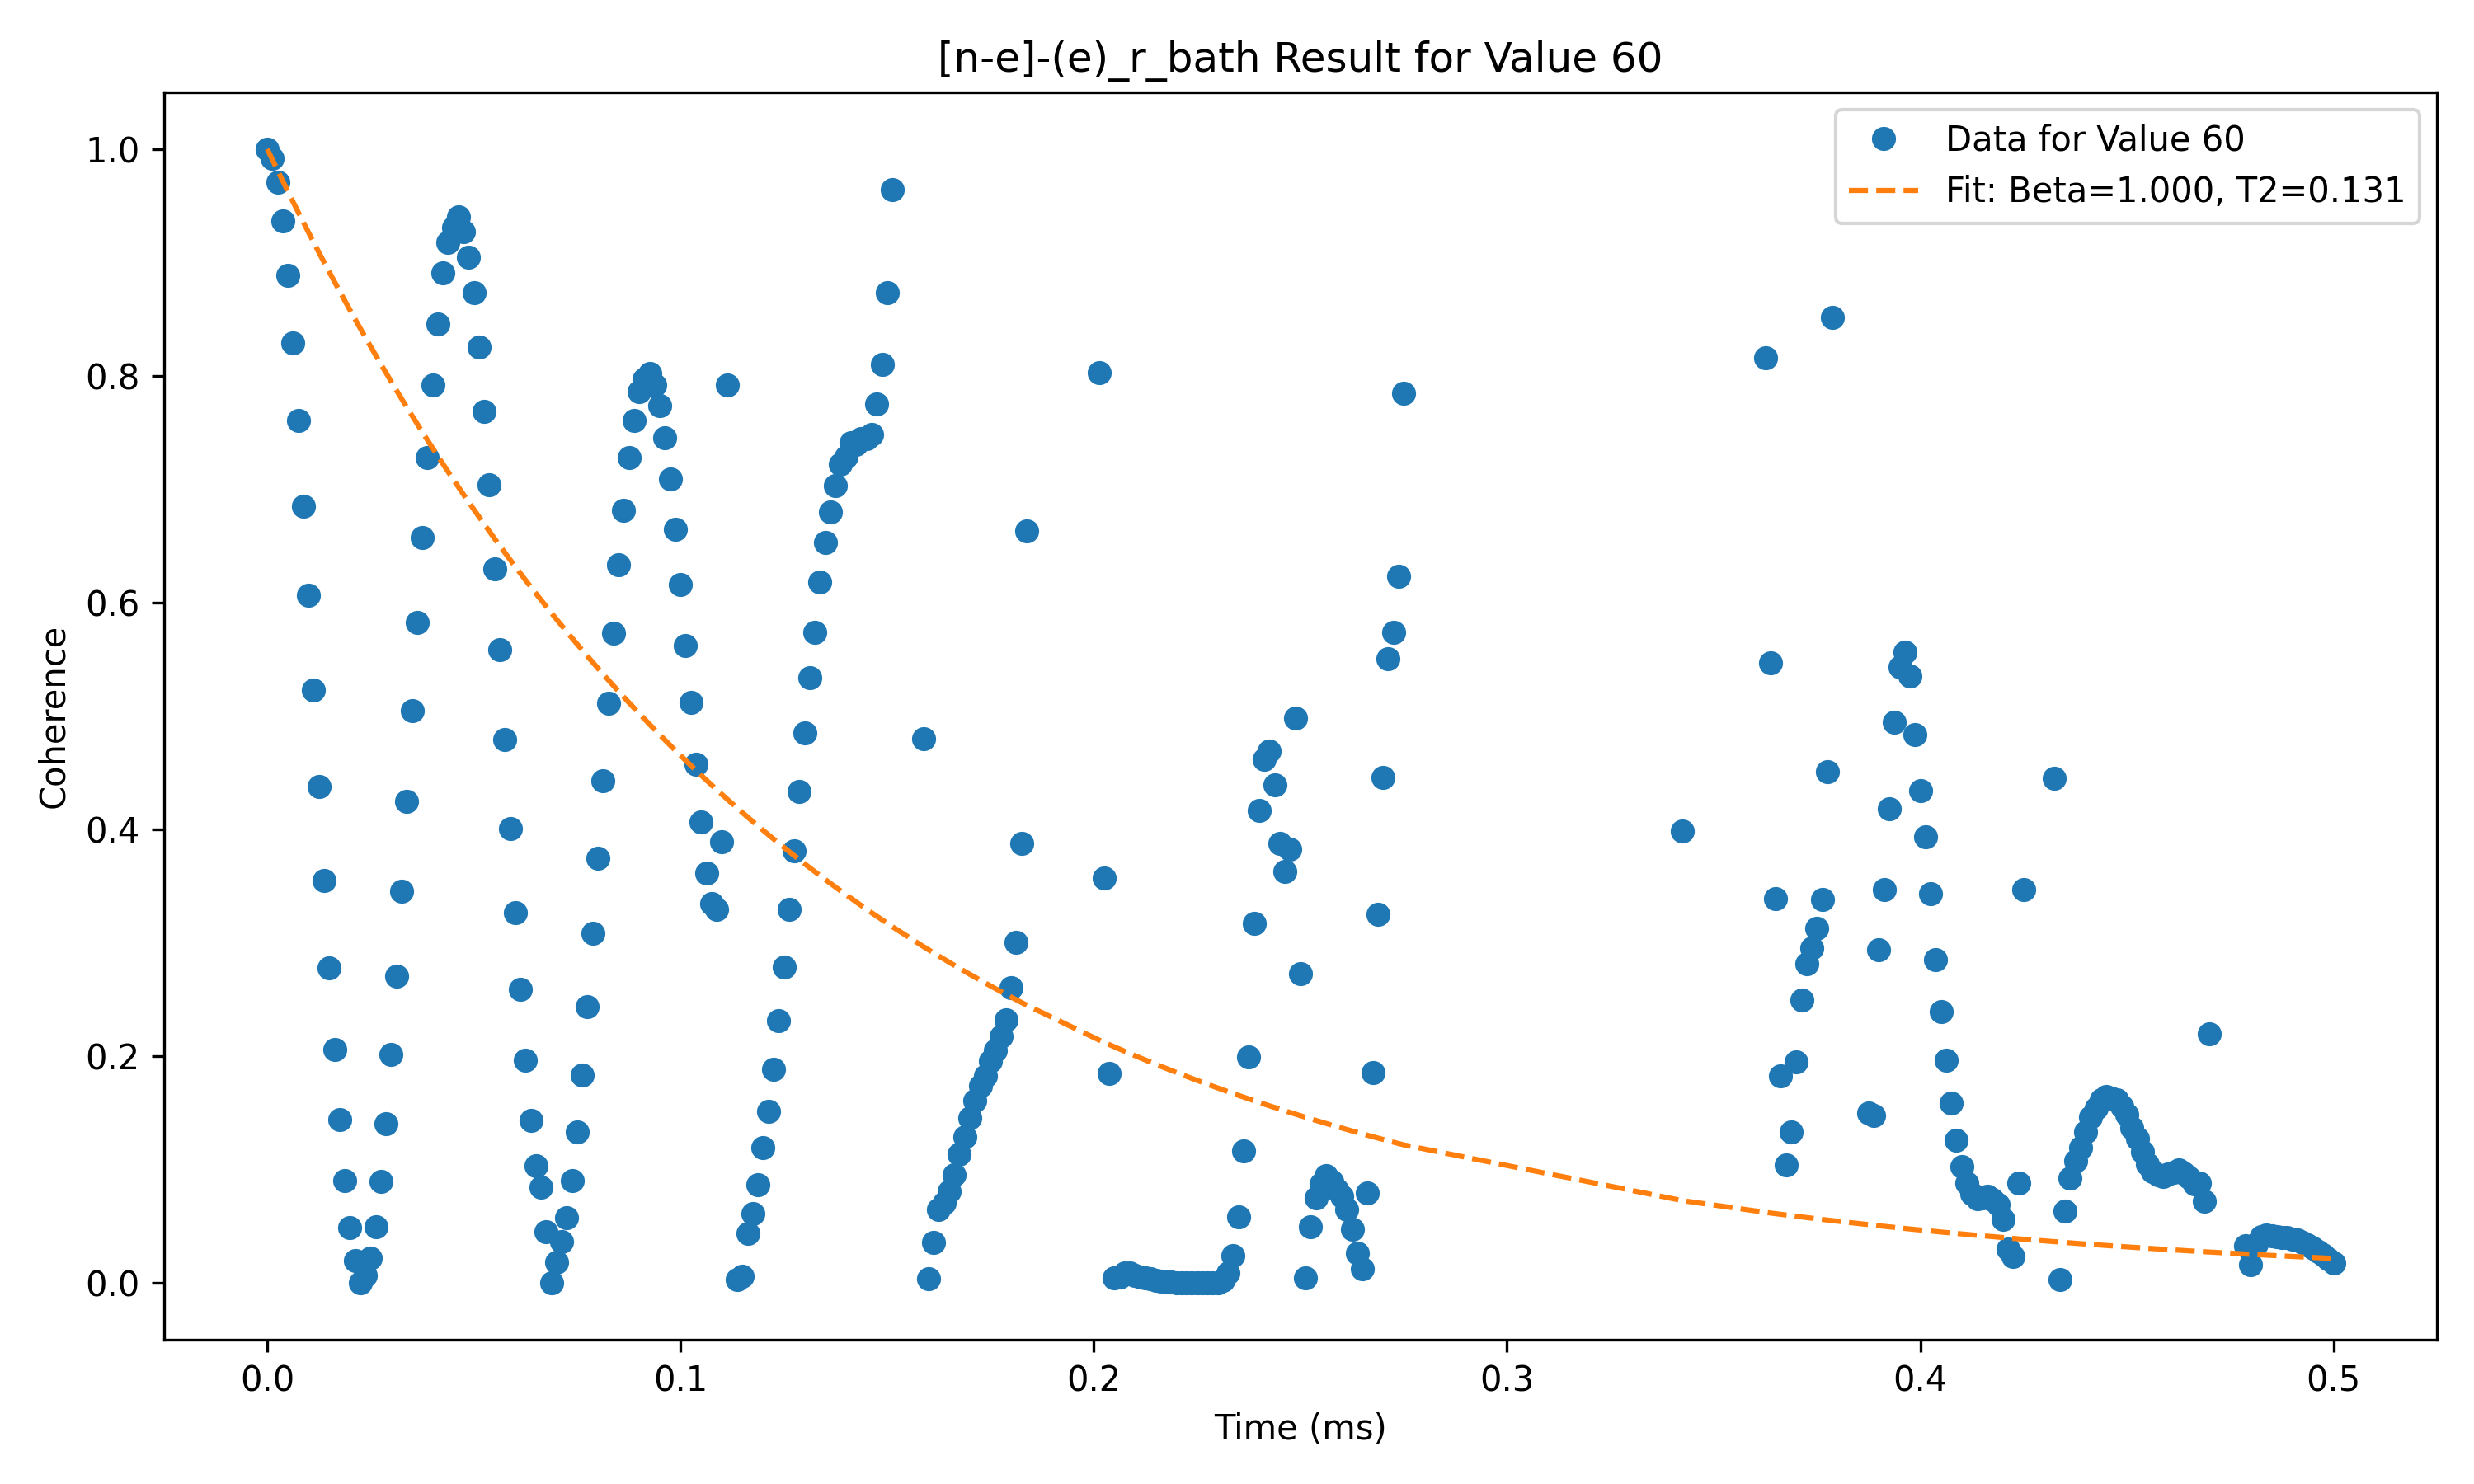 [n-e]-(e)_r_bath Result for Value 60
Data for Value 60
Fit: Beta=1.000, T2=0.131
Coherence
1.0
0.8
0.6
0.4
0.2
0.0
0.0 0.1 0.2 0.3 0.4 0.5
Time (ms)